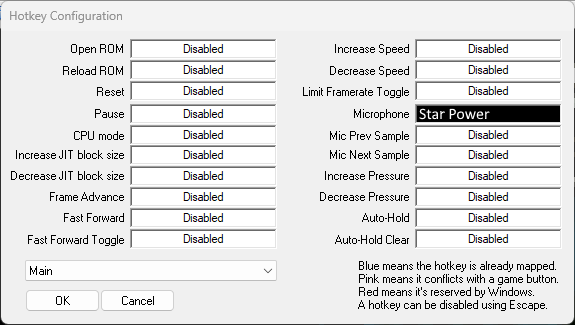 Hotkey Configuration
Open ROM Disabled
Reload ROM Disabled
Reset Disabled
Pause Disabled
CPU mode Disabled
Increase JIT block size Disabled
Decrease JIT block size Disabled
Frame Advance Disabled
Fast Forward Disabled
Fast Forward Toggle Disabled
Increase Speed Disabled
Decrease Speed Disabled
Limit Framerate Toggle Disabled
Microphone Star Power
Mic Prev Sample Disabled
Mic Next Sample Disabled
Increase Pressure Disabled
Decrease Pressure Disabled
Auto-Hold Disabled
Auto-Hold Clear Disabled
Main
OK Cancel
Blue means the hotkey is already mapped.
Pink means it conflicts with a game button.
Red means it's reserved by Windows.
A hotkey can be disabled using Escape.